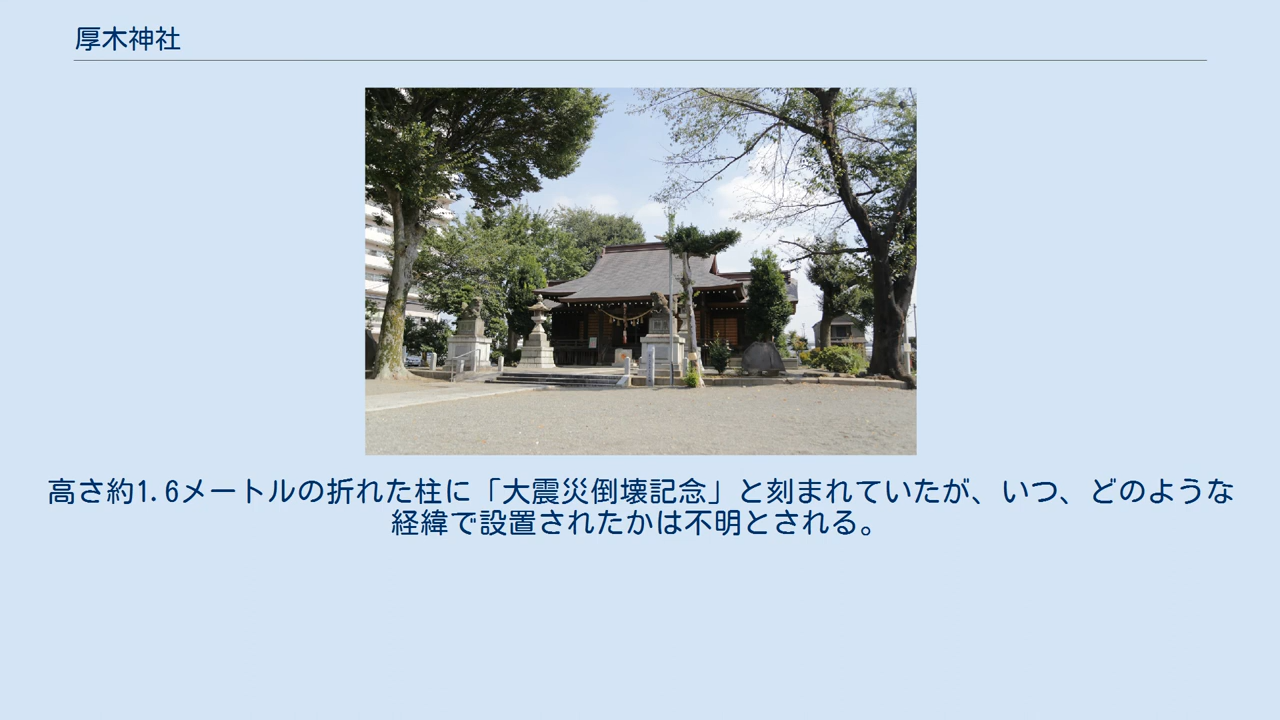 厚木神社
高さ約1.6メートルの折れた柱に「大震災倒壊記念」と刻まれていたが、いつ、どのような
経緯で設置されたかは不明とされる。